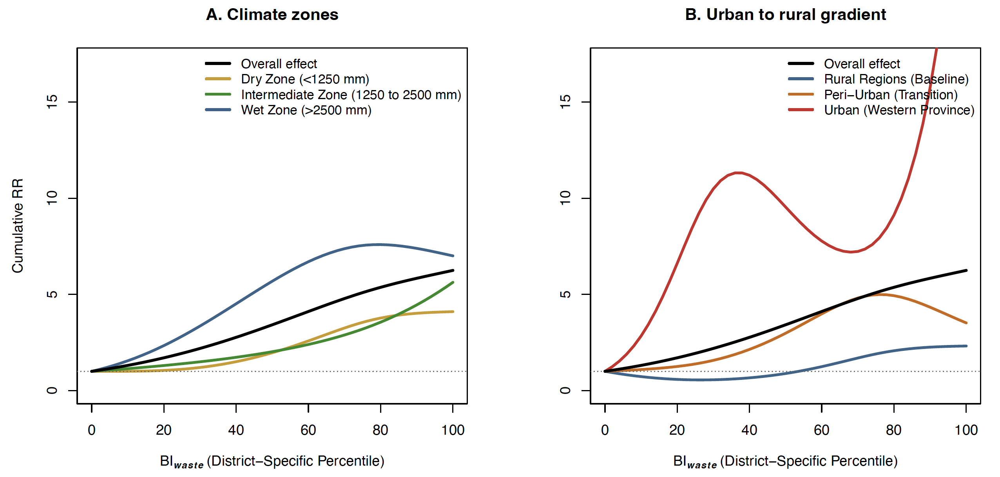 A. Climate zones
Overall effect
Dry Zone (<1250 mm)
Intermediate Zone (1250 to 2500 mm)
Wet Zone (>2500 mm)
Cumulative RR
0
5
10
15
0
20
40
60
80
100
BIwaste (District−Specific Percentile)
B. Urban to rural gradient
Overall effect
Rural Regions (Baseline)
Peri−Urban (Transition)
Urban (Western Province)
0
5
10
15
0
20
40
60
80
100
BIwaste (District−Specific Percentile)